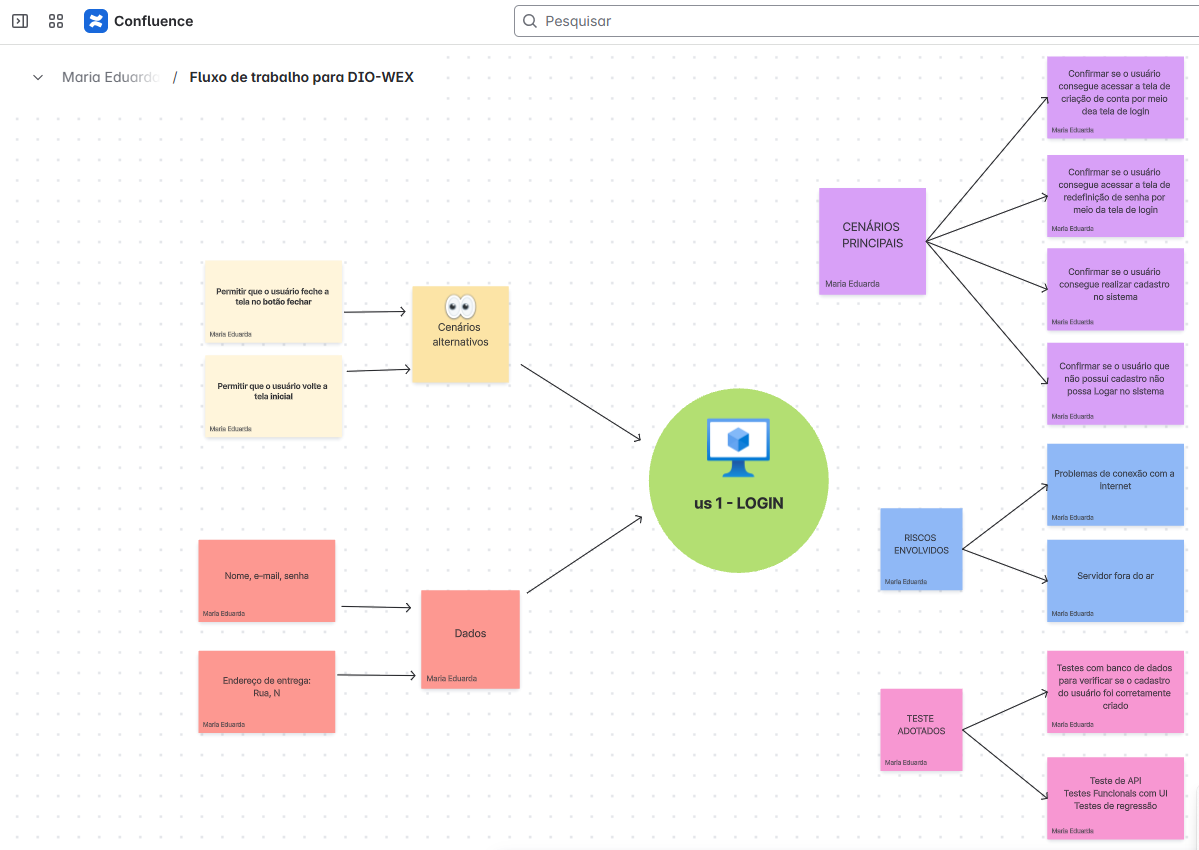 Confluence
Pesquisar
Maria Eduarda / Fluxo de trabalho para DIO-WEX
Permitir que o usuário feche a
tela no botão fechar
Maria Eduarda
Permitir que o usuário volte a
tela inicial
Maria Eduarda
Cenários
alternativos
Nome, e-mail, senha
Maria Eduarda
Endereço de entrega:
Rua, N
Maria Eduarda
Dados
Maria Eduarda
us 1 - LOGIN
CENÁRIOS
PRINCIPAIS
Maria Eduarda
Confirmar se o usuário
consegue acessar a tela de
criação de conta por meio
dea tela de login
Maria Eduarda
Confirmar se o usuário
consegue acessar a tela de
redefinição de senha por
meio da tela de login
Maria Eduarda
Confirmar se o usuário
consegue realizar cadastro
no sistema
Maria Eduarda
Confirmar se o usuário que
não possui cadastro não
possa Logar no sistema
Maria Eduarda
RISCOS
ENVOLVIDOS
Maria Eduarda
Problemas de conexão com a
Internet
Maria Eduarda
Servidor fora do ar
Maria Eduarda
TESTE
ADOTADOS
Maria Eduarda
Testes com banco de dados
para verificar se o cadastro
do usuário foi corretamente
criado
Maria Eduarda
Teste de API
Testes Funcionais com UI
Testes de regressão
Maria Eduarda